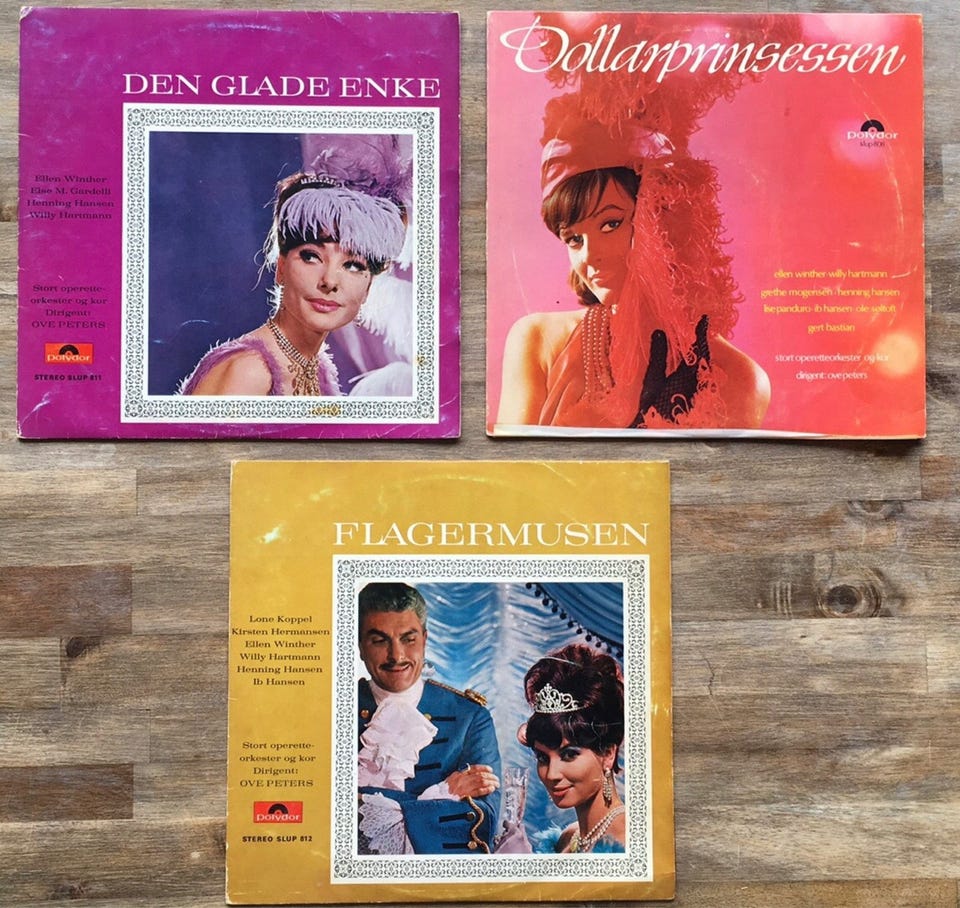 DEN GLADE ENKE
Ellen Winther
Else M. Gardelli
Henning Hansen
Willy Hartmann
Stort operette-
orkester og kor
Dirigent:
OVE PETERS
polydor
STEREO SLUP 811
Dollarprinsessen
polydor
slup 808
ellen winther·willy hartmann
grethe mogensen·henning hansen
lise panduro·ib hansen·ole søltoft
gert bastian
stort operetteorkester og kor
dirigent: ove peters
FLAGERMUSEN
Lone Koppel
Kirsten Hermansen
Ellen Winther
Willy Hartmann
Henning Hansen
Ib Hansen
Stort operette-
orkester og kor
Dirigent:
OVE PETERS
polydor
STEREO SLUP 812